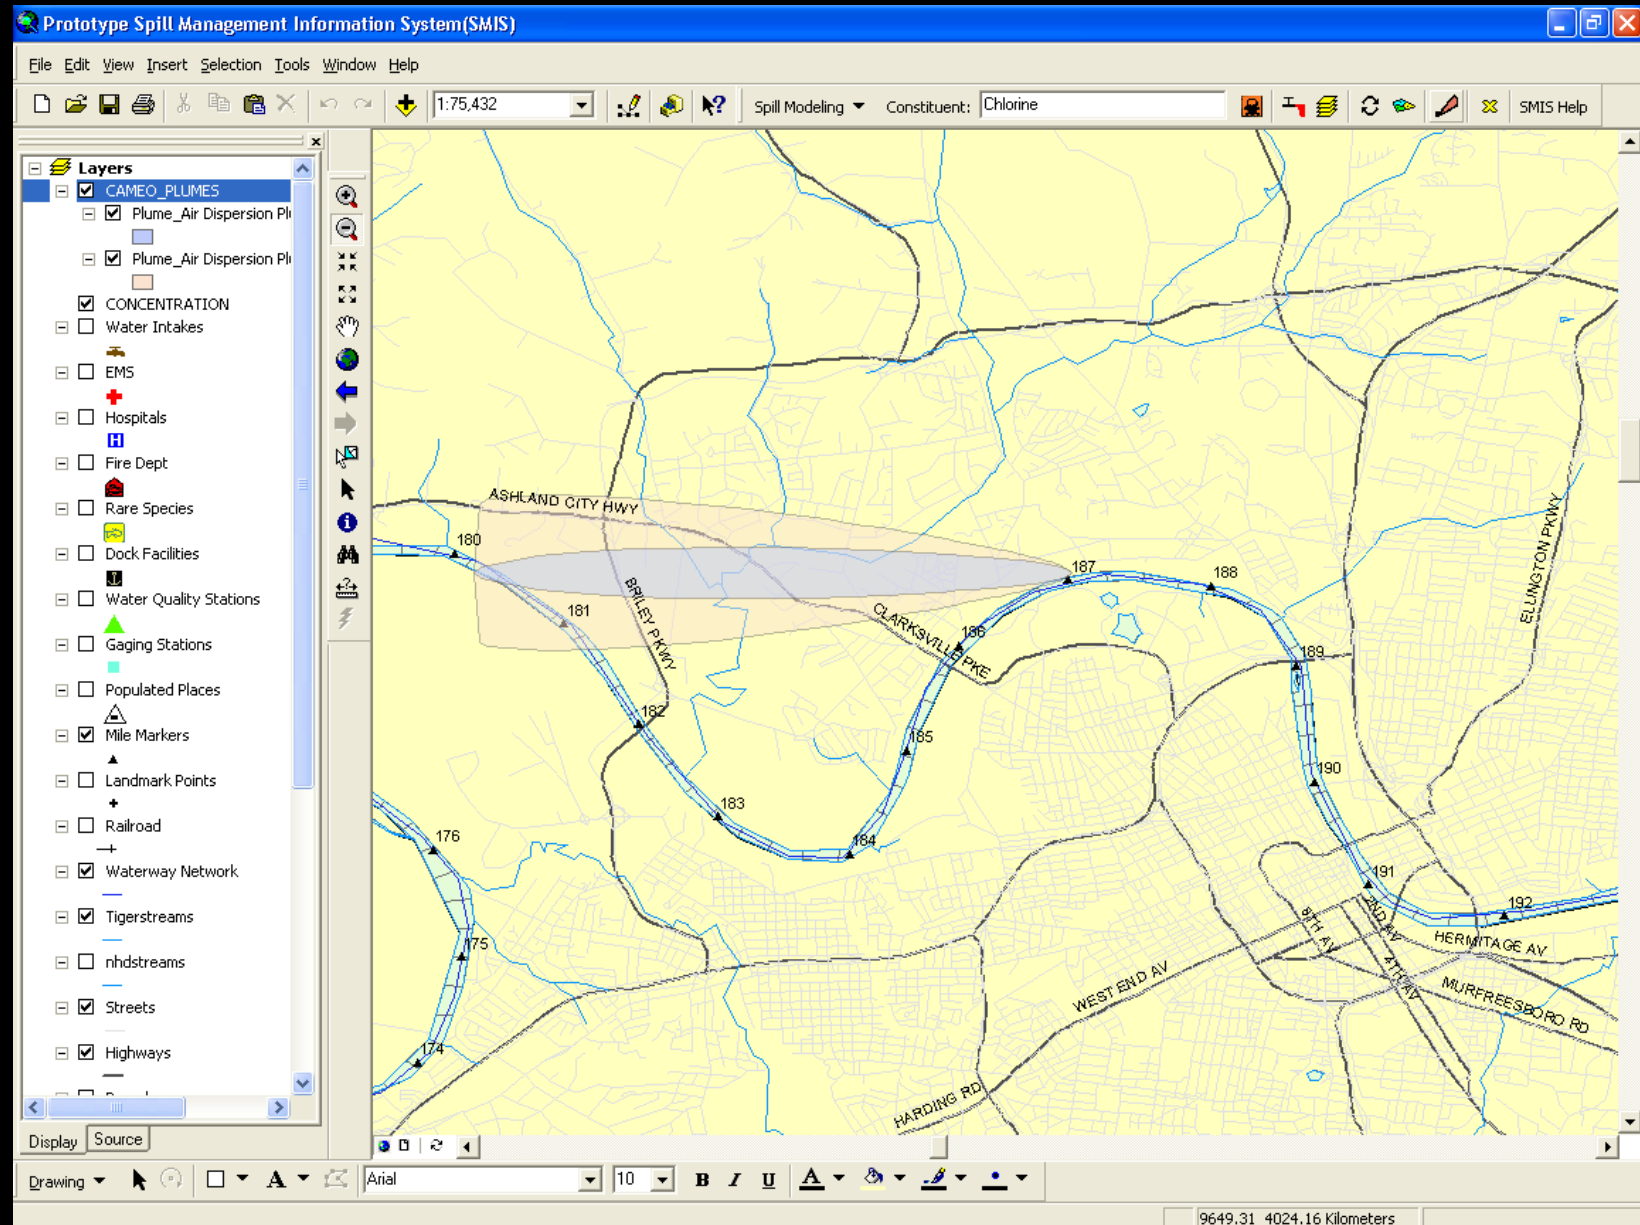 Prototype Spill Management Information System(SMIS)
File Edit View Insert Selection Tools Window Help
1:75,432 Spill Modeling Constituent: Chlorine SMIS Help
Layers
CAMEO_PLUMES
Plume_Air Dispersion Pl
Plume_Air Dispersion Pl
CONCENTRATION
Water Intakes
EMS
Hospitals
H
Fire Dept
Rare Species
Dock Facilities
Water Quality Stations
Gaging Stations
Populated Places
Mile Markers
Landmark Points
Railroad
Waterway Network
Tigerstreams
nhdstreams
Streets
Highways
Display Source
ASHLAND CITY HWY
180
187
188
181
BRILEY PKWY
CLARKSVILLE PKE
186
ELLINGTON PKWY
189
182
185
190
183
176
184
191
192
8TH AV
2ND AV
4TH AV
HERMITAGE AV
175
WEST END AV
MURFREESBORO RD
174
HARDING RD
Drawing A Arial 10 B I U A
9649.31 4024.16 Kilometers